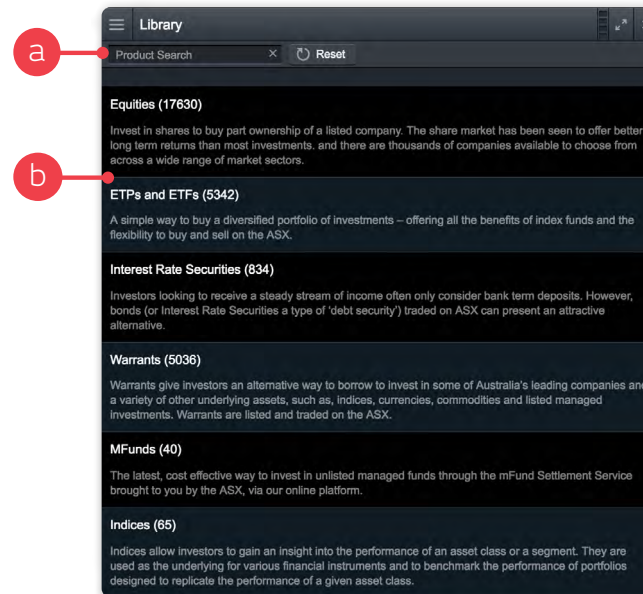 Library
a
Product Search × Reset
Equities (17630)
Invest in shares to buy part ownership of a listed company. The share market has been seen to offer better
long term returns than most investments. and there are thousands of companies available to choose from
across a wide range of market sectors.
b
ETPs and ETFs (5342)
A simple way to buy a diversified portfolio of investments – offering all the benefits of index funds and the
flexibility to buy and sell on the ASX.
Interest Rate Securities (834)
Investors looking to receive a steady stream of income often only consider bank term deposits. However,
bonds (or Interest Rate Securities a type of ‘debt security’) traded on ASX can present an attractive
alternative.
Warrants (5036)
Warrants give investors an alternative way to borrow to invest in some of Australia's leading companies and
a variety of other underlying assets, such as, indices, currencies, commodities and listed managed
investments. Warrants are listed and traded on the ASX.
MFunds (40)
The latest, cost effective way to invest in unlisted managed funds through the mFund Settlement Service
brought to you by the ASX, via our online platform.
Indices (65)
Indices allow investors to gain an insight into the performance of an asset class or a segment. They are
used as the underlying for various financial instruments and to benchmark the performance of portfolios
designed to replicate the performance of a given asset class.